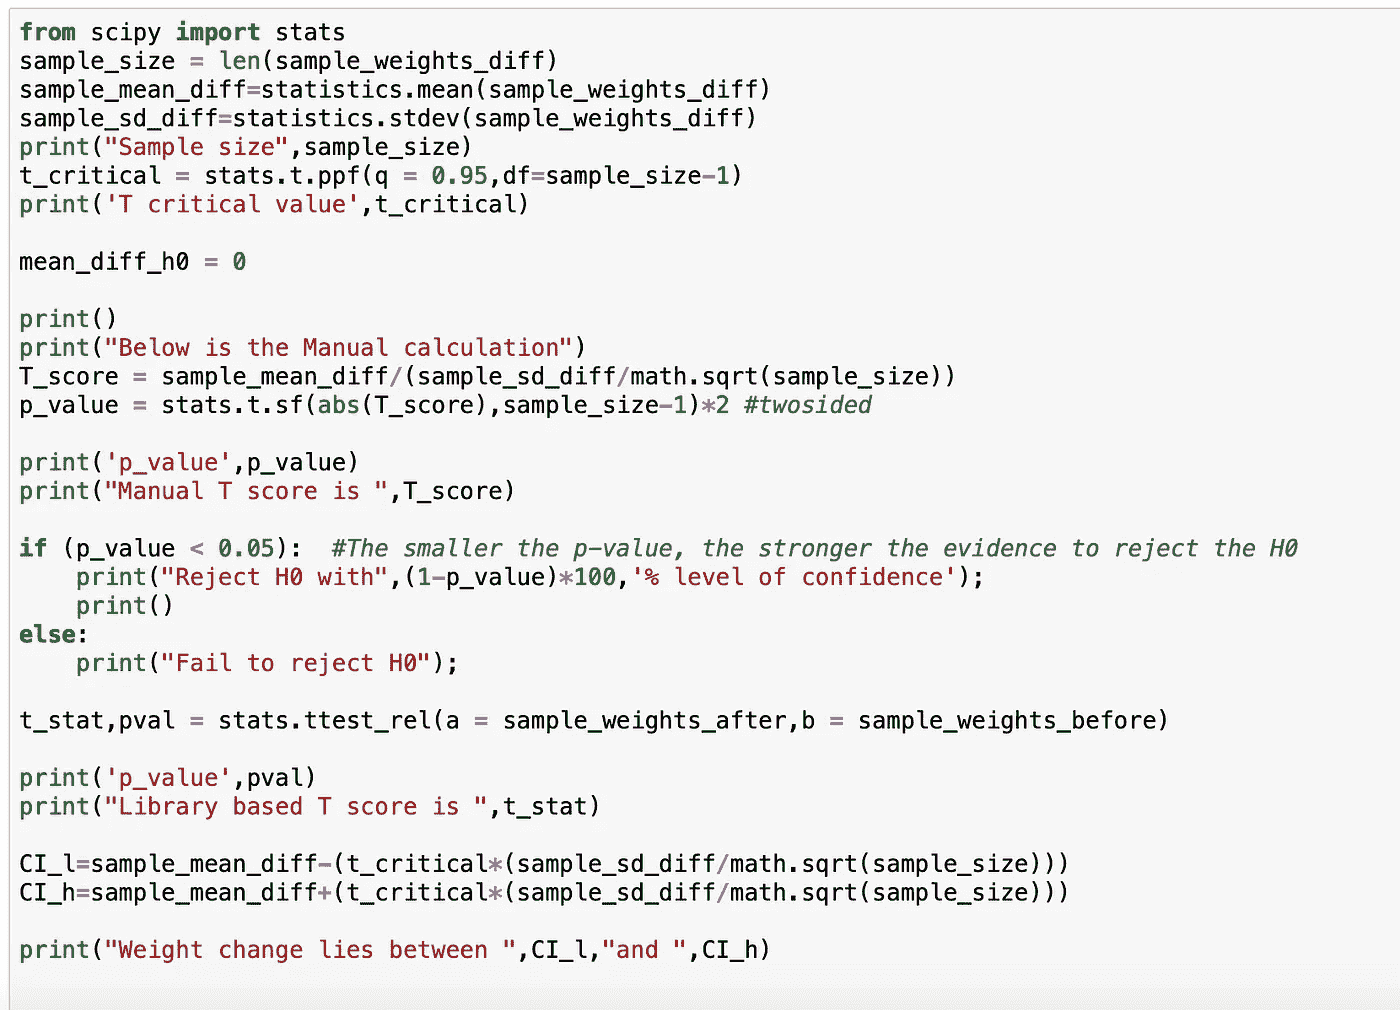 from scipy import stats
sample_size = len(sample_weights_diff)
sample_mean_diff=statistics.mean(sample_weights_diff)
sample_sd_diff=statistics.stdev(sample_weights_diff)
print("Sample size",sample_size)
t_critical = stats.t.ppf(q = 0.95,df=sample_size-1)
print('T critical value',t_critical)
mean_diff_h0 = 0
print()
print("Below is the Manual calculation")
T_score = sample_mean_diff/(sample_sd_diff/math.sqrt(sample_size))
p_value = stats.t.sf(abs(T_score),sample_size-1)*2 #twosided
print('p_value',p_value)
print("Manual T score is ",T_score)
if (p_value < 0.05):  #The smaller the p-value, the stronger the evidence to reject the H0
    print("Reject H0 with",(1-p_value)*100,'% level of confidence');
    print()
else:
    print("Fail to reject H0");
t_stat,pval = stats.ttest_rel(a = sample_weights_after,b = sample_weights_before)
print('p_value',pval)
print("Library based T score is ",t_stat)
CI_l=sample_mean_diff-(t_critical*(sample_sd_diff/math.sqrt(sample_size)))
CI_h=sample_mean_diff+(t_critical*(sample_sd_diff/math.sqrt(sample_size)))
print("Weight change lies between ",CI_l,"and ",CI_h)